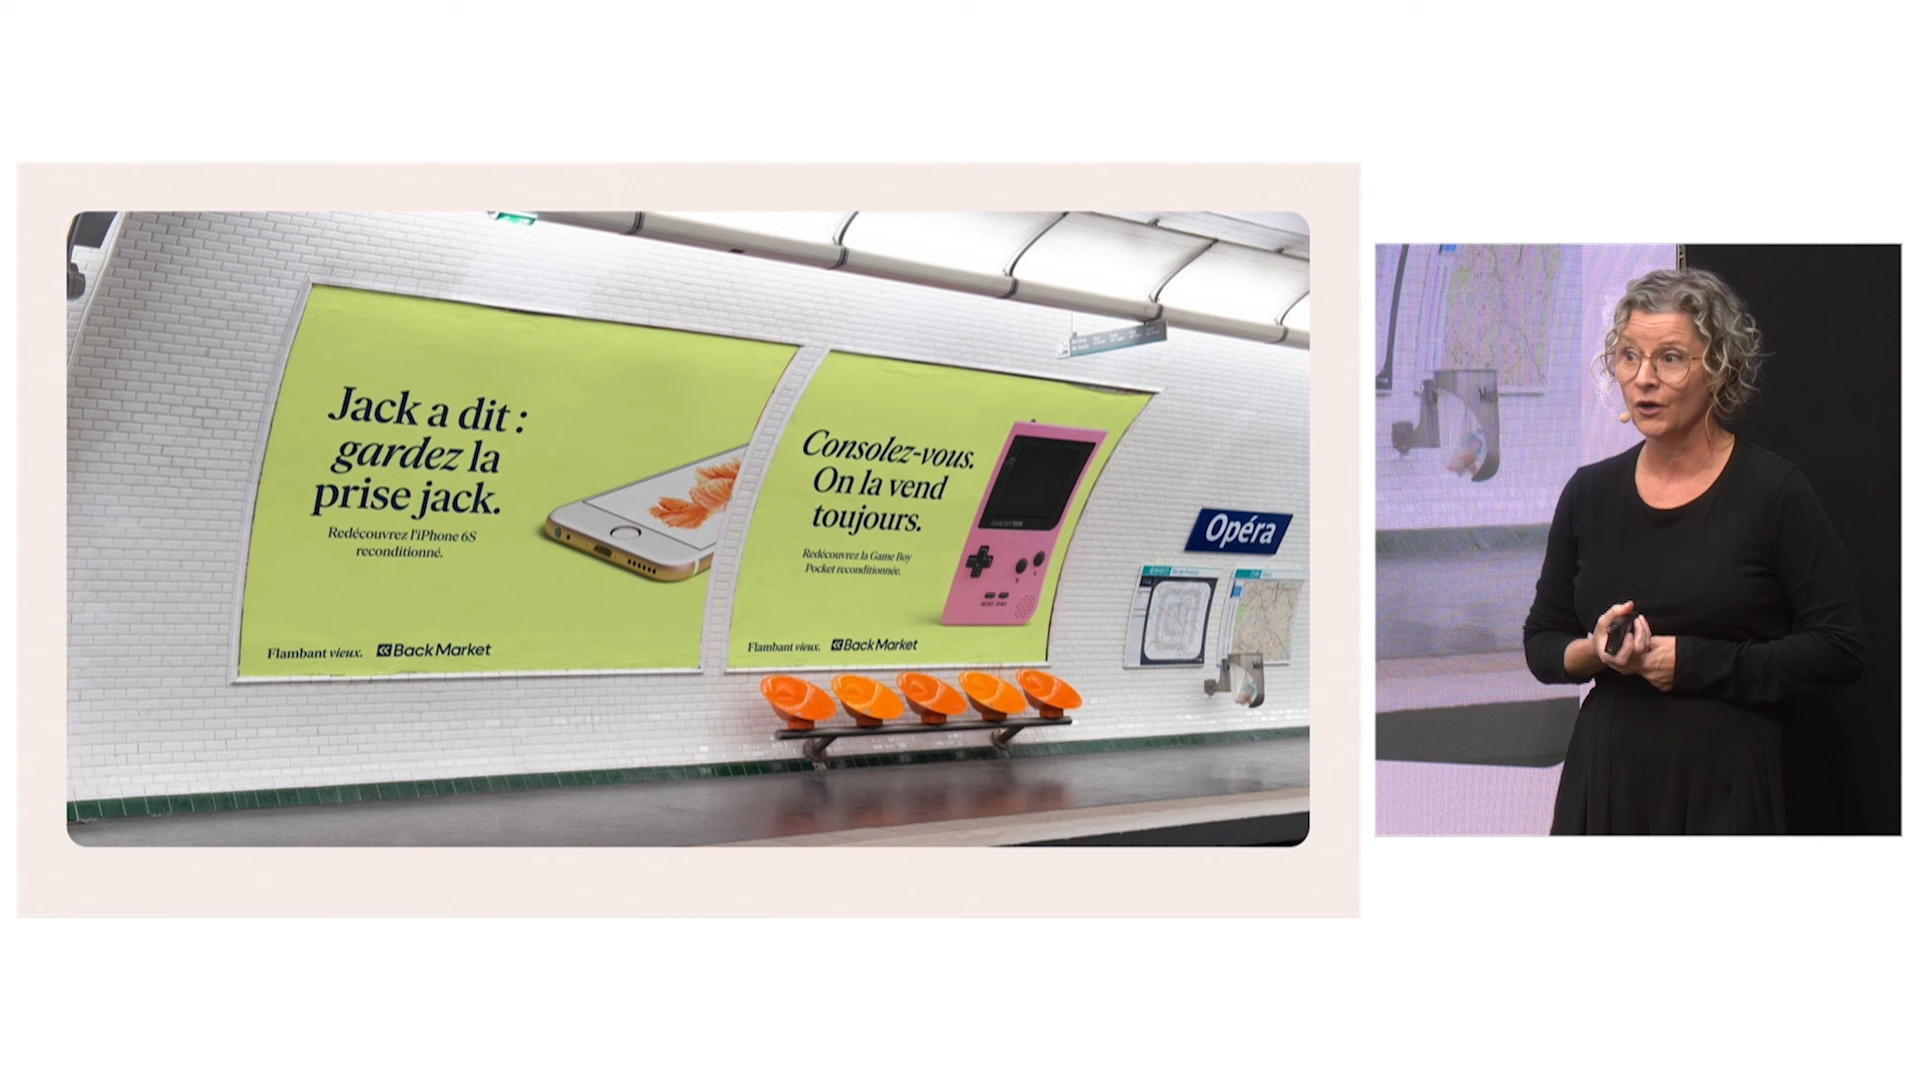 Jack a dit :
gardez la
prise jack.
Redécouvrez l'iPhone 6S
reconditionné.
Flambant vieux. Back Market
Consolez-vous.
On la vend
toujours.
Redécouvrez la Game Boy
Pocket reconditionnée.
Flambant vieux. Back Market
Opéra